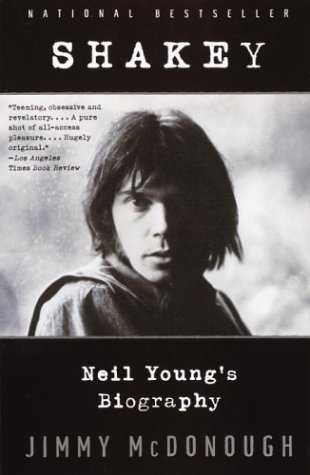 NATIONAL BESTSELLER
SHAKEY
"Teeming, obsessive and
revelatory.... A pure
shot of all-access
pleasure.... Hugely
original."
—Los Angeles
Times Book Review
Neil Young's
Biography
JIMMY McDONOUGH